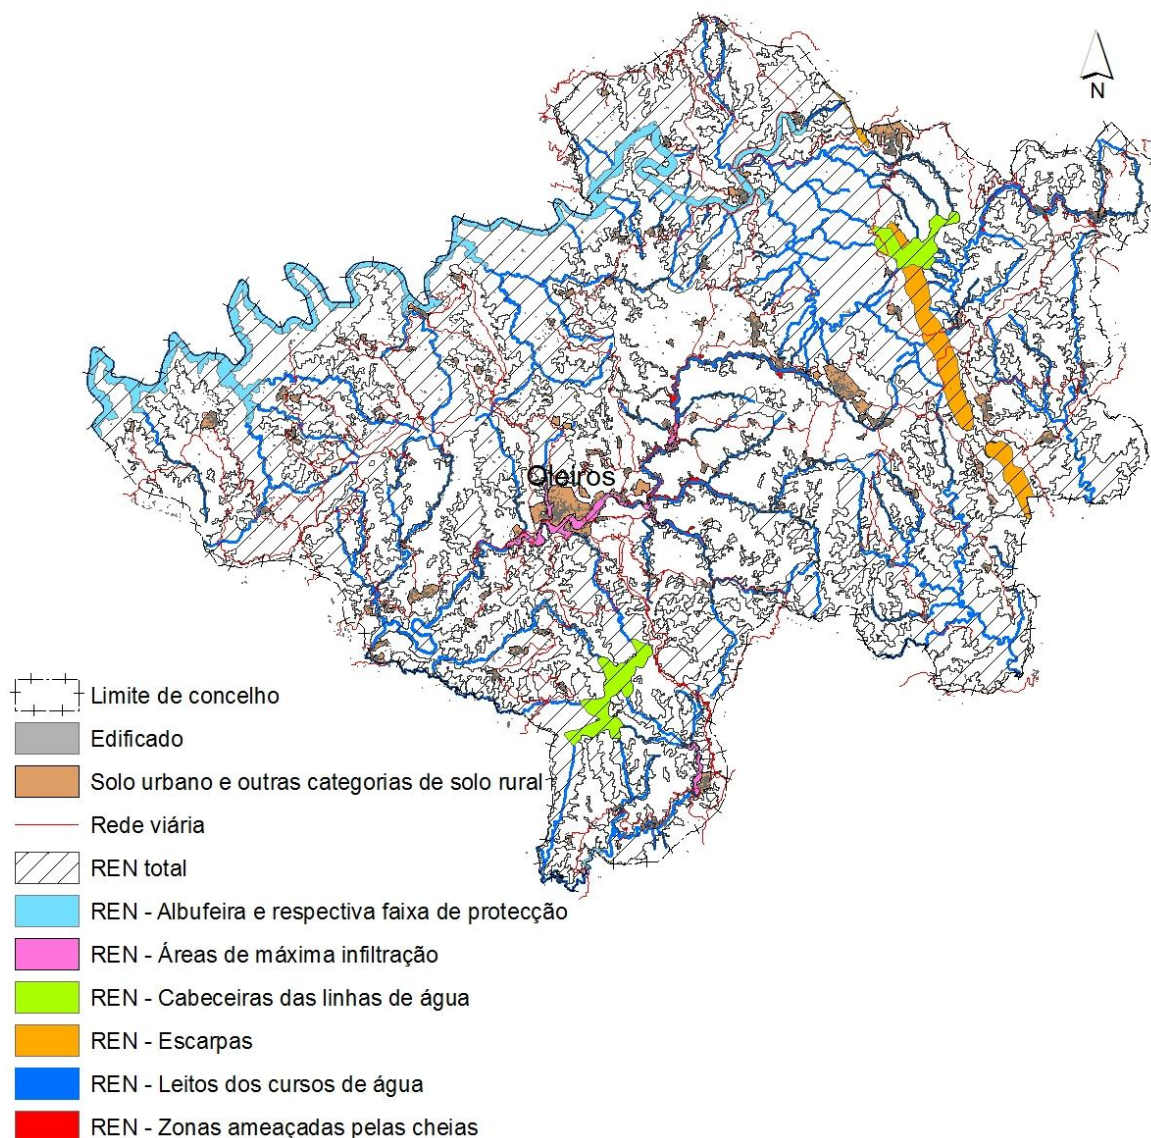 N
Oleiros
Limite de concelho
Edificado
Solo urbano e outras categorias de solo rural
Rede viária
REN total
REN - Albufeira e respectiva faixa de protecção
REN - Áreas de máxima infiltração
REN - Cabeceiras das linhas de água
REN - Escarpas
REN - Leitos dos cursos de água
REN - Zonas ameaçadas pelas cheias